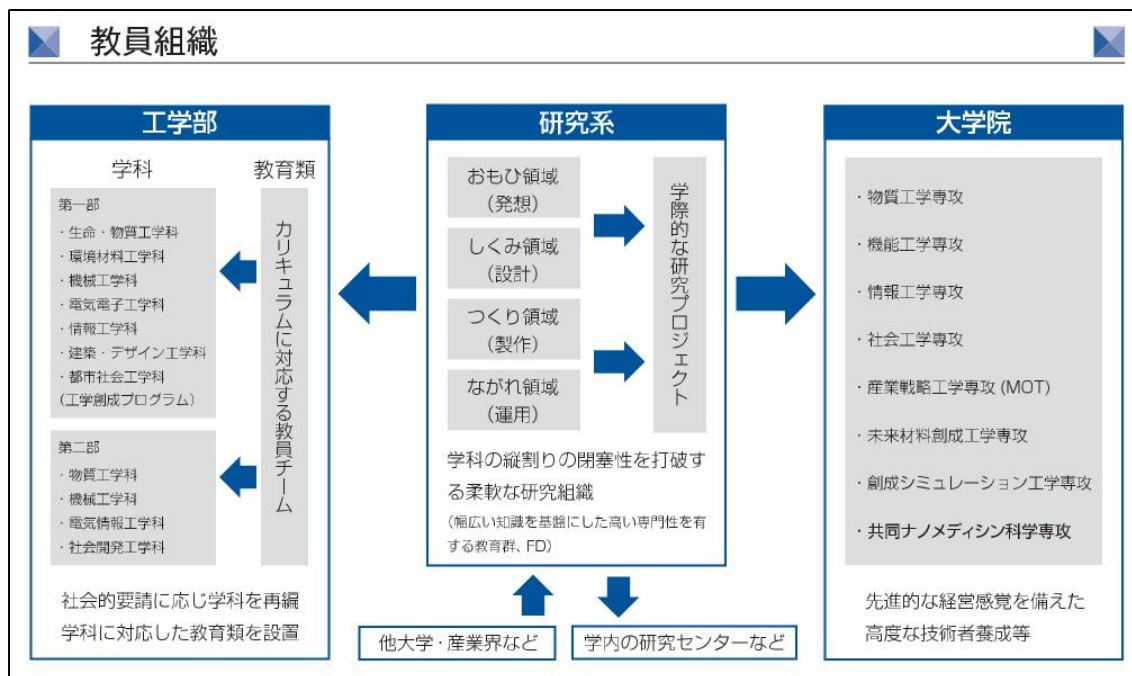 教員組織
工学部
学科
教育類
第一部
・生命・物質工学科
・環境材料工学科
・機械工学科
・電気電子工学科
・情報工学科
・建築・デザイン工学科
・都市社会工学科
(工学創成プログラム)
第二部
・物質工学科
・機械工学科
・電気情報工学科
・社会開発工学科
カリキュラムに対応する教員チーム
社会的要請に応じ学科を再編
学科に対応した教育類を設置
研究系
おもひ領域
(発想)
しくみ領域
(設計)
つくり領域
(製作)
ながれ領域
(運用)
学際的な研究プロジェクト
学科の縦割りの閉塞性を打破す
る柔軟な研究組織
(幅広い知識を基盤にした高い専門性を有
する教育群、FD)
他大学・産業界など
学内の研究センターなど
大学院
・物質工学専攻
・機能工学専攻
・情報工学専攻
・社会工学専攻
・産業戦略工学専攻 (MOT)
・未来材料創成工学専攻
・創成シミュレーション工学専攻
・共同ナノメディシン科学専攻
先進的な経営感覚を備えた
高度な技術者養成等